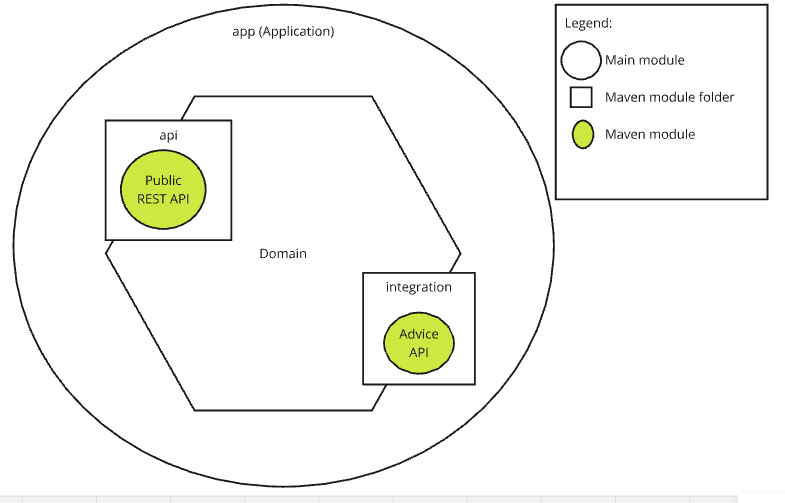 app (Application)
api
Public
REST API
Domain
integration
Advice
API
Legend:
Main module
Maven module folder
Maven module